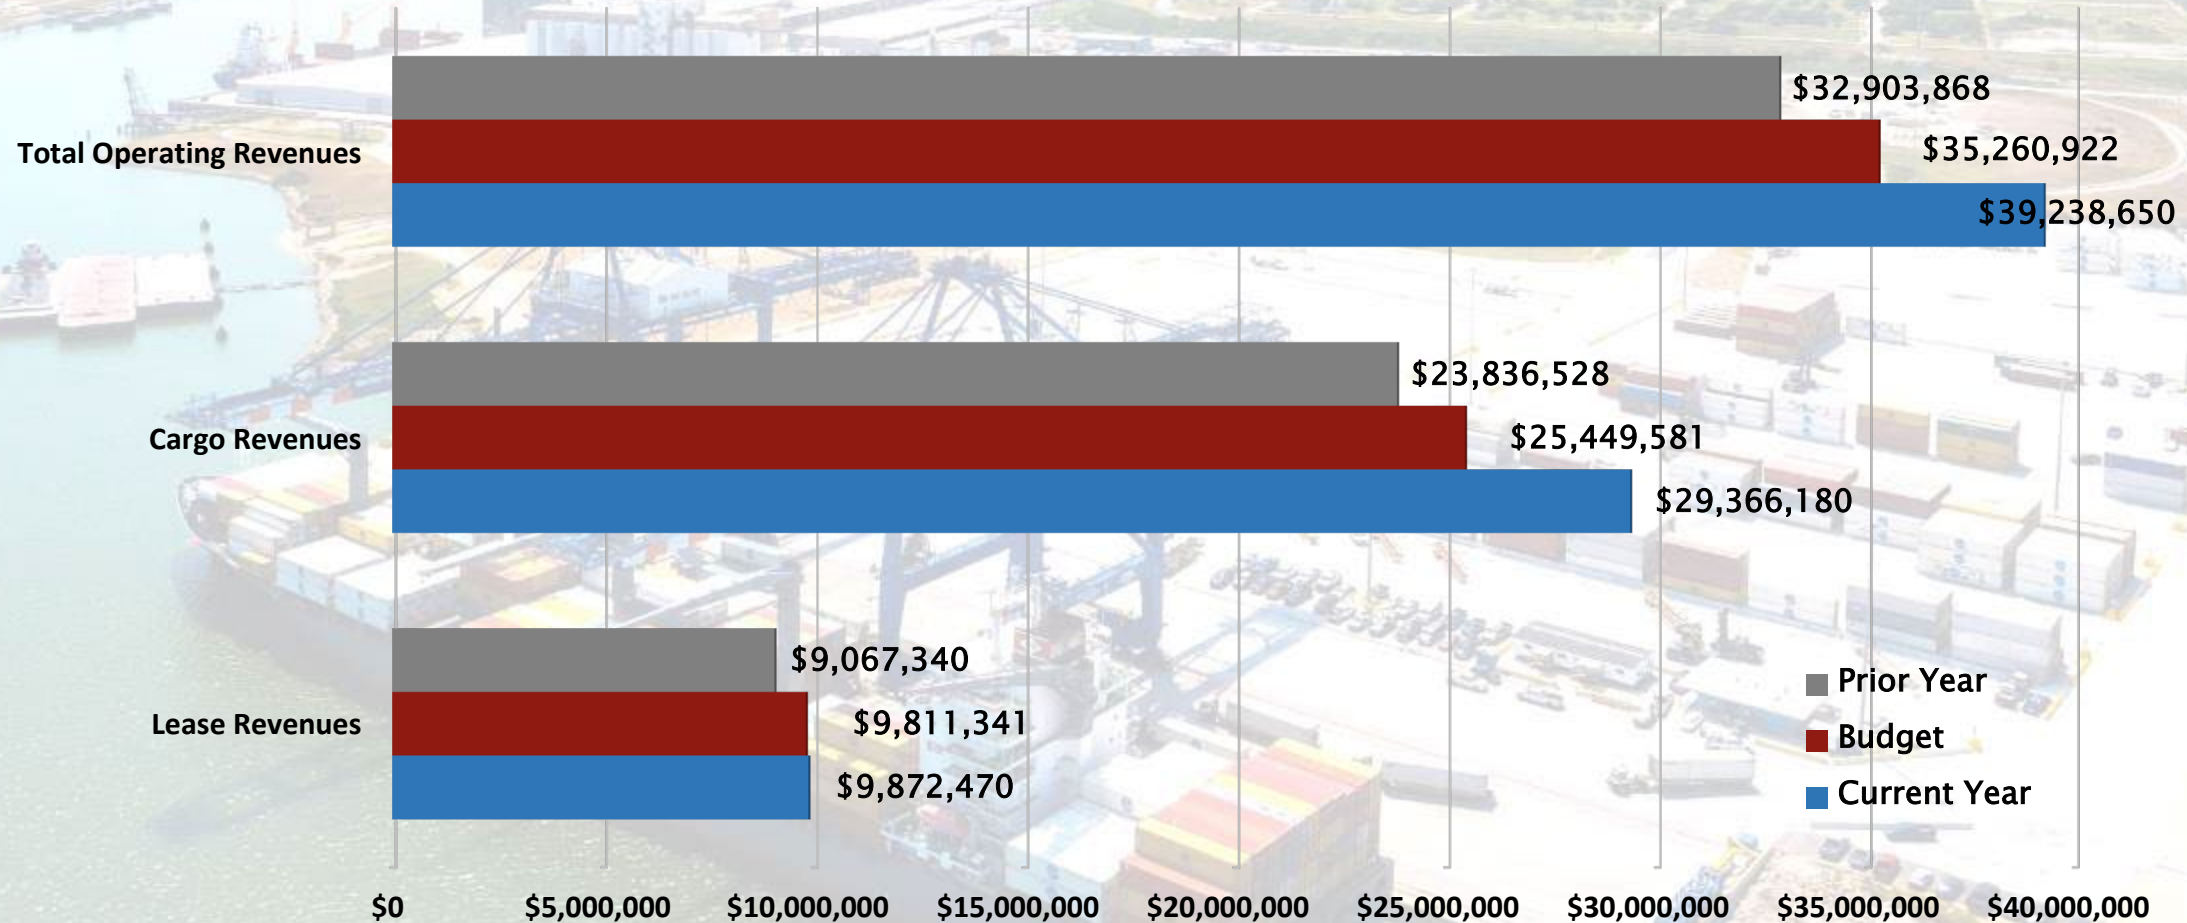 $32,903,868
Total Operating Revenues
$35,260,922
$39,238,650
$23,836,528
Cargo Revenues
$25,449,581
$29,366,180
$9,067,340
Lease Revenues
$9,811,341
$9,872,470
Prior Year
Budget
Current Year
$0 $5,000,000 $10,000,000 $15,000,000 $20,000,000 $25,000,000 $30,000,000 $35,000,000 $40,000,000